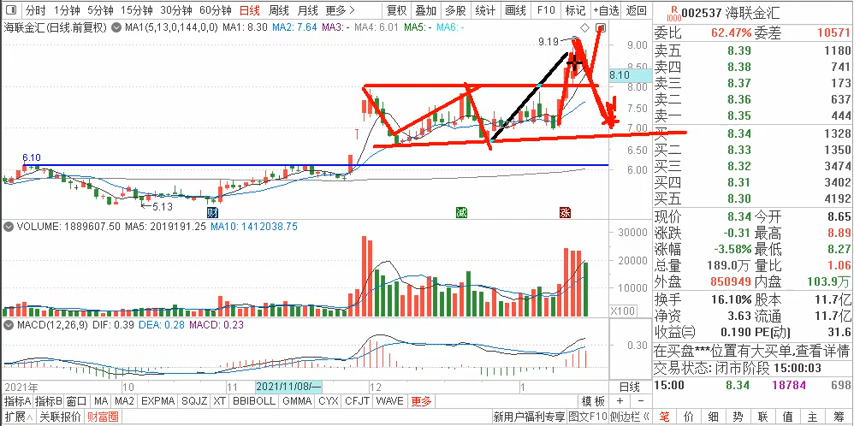 分时 1分钟 5分钟 15分钟 30分钟 60分钟 日线 周线 月线 更多> 复权 叠加 多股 统计 画线 F10 标记 +自选 返回
海联金汇(日线.前复权) MA1(5,13,0,144,0,0) MA1: 8.30 MA2: 7.64 MA3: - MA4: 6.01 MA5: - MA6: -
9.19
9.00
8.50
8.10
8.00
7.50
7.00
6.50
6.10
6.00
5.13
财 减 涨
VOLUME: 1889607.50 MA5: 2019191.25 MA10: 1412038.75
30000
20000
10000
X100
MACD(12,26,9) DIF: 0.39 DEA: 0.28 MACD: 0.23
0.30
2021年 10 11 2021/11/08/一 12 1 日线
指标A 指标B 窗口 MA MA2 EXPMA SQJZ XT BBIBOLL GMMA CYX CFJT WAVE 更多 模板 + -
扩展∧ 关联报价 财富圈 新用户福利专享 图文F10 侧边栏《
R
1000 002537 海联金汇
委比 62.47% 委差 10571
卖五 8.39 1180
卖四 8.38 741
卖三 8.37 173
卖二 8.36 637
卖一 8.35 444
买一 8.34 1328
买二 8.33 1350
买三 8.32 3474
买四 8.31 3402
买五 8.30 4192
现价 8.34 今开 8.65
涨跌 -0.31 最高 8.89
涨幅 -3.58% 最低 8.27
总量 189.0万 量比 1.06
外盘 850949 内盘 103.9万
换手 16.10% 股本 11.7亿
净资 3.63 流通 11.7亿
收益㈢ 0.190 PE(动) 31.6
在买盘***位置有大买单,查看详情
交易状态: 闭市阶段 15:00:03
15:00 8.34 18784 698
笔 价 细 势 联 值 主 筹